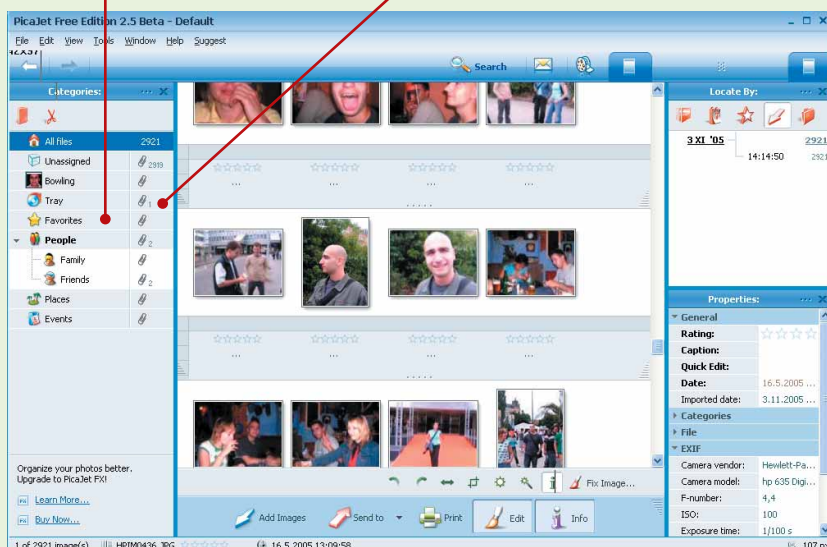 PicaJet Free Edition 2.5 Beta - Default
File Edit View Tools Window Help Suggest
Search
Categories:
All files 2921
Unassigned 2919
Bowling
Tray 1
Favorites
People 2
Family
Friends 2
Places
Events
Organize your photos better.
Upgrade to PicaJet FX!
FX Learn More...
FX Buy Now...
...
...
Fix Image...
Add Images Send to Print Edit Info
Locate By:
3 XI '05 2921
14:14:50 2921
Properties:
General
Rating:
Caption:
Quick Edit:
Date: 16.5.2005 ...
Imported date: 3.11.2005 ...
Categories
File
EXIF
Camera vendor: Hewlett-Pa...
Camera model: hp 635 Digi...
F-number: 4,4
ISO: 100
Exposure time: 1/100 s
1 of 2921 image(s) HPIM0436.JPG 16.5.2005 13:09:58